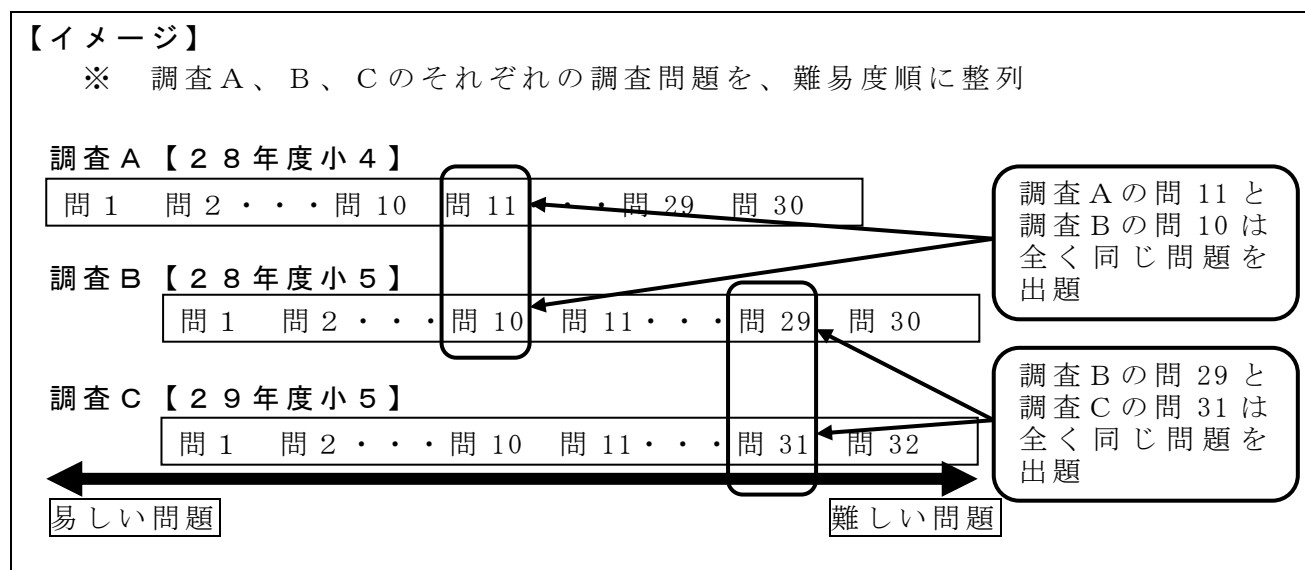 【イメージ】
※　調査A、B、Cのそれぞれの調査問題を、難易度順に整列
調査A【２８年度小４】
問1　問2・・・問10　問11・・・問29　問30
調査Aの問11と
調査Bの問10は
全く同じ問題を
出題
調査B【２８年度小５】
問1　問2・・・問10　問11・・・問29　問30
調査C【２９年度小５】
問1　問2・・・問10　問11・・・問31　問32
調査Bの問29と
調査Cの問31は
全く同じ問題を
出題
易しい問題　難しい問題